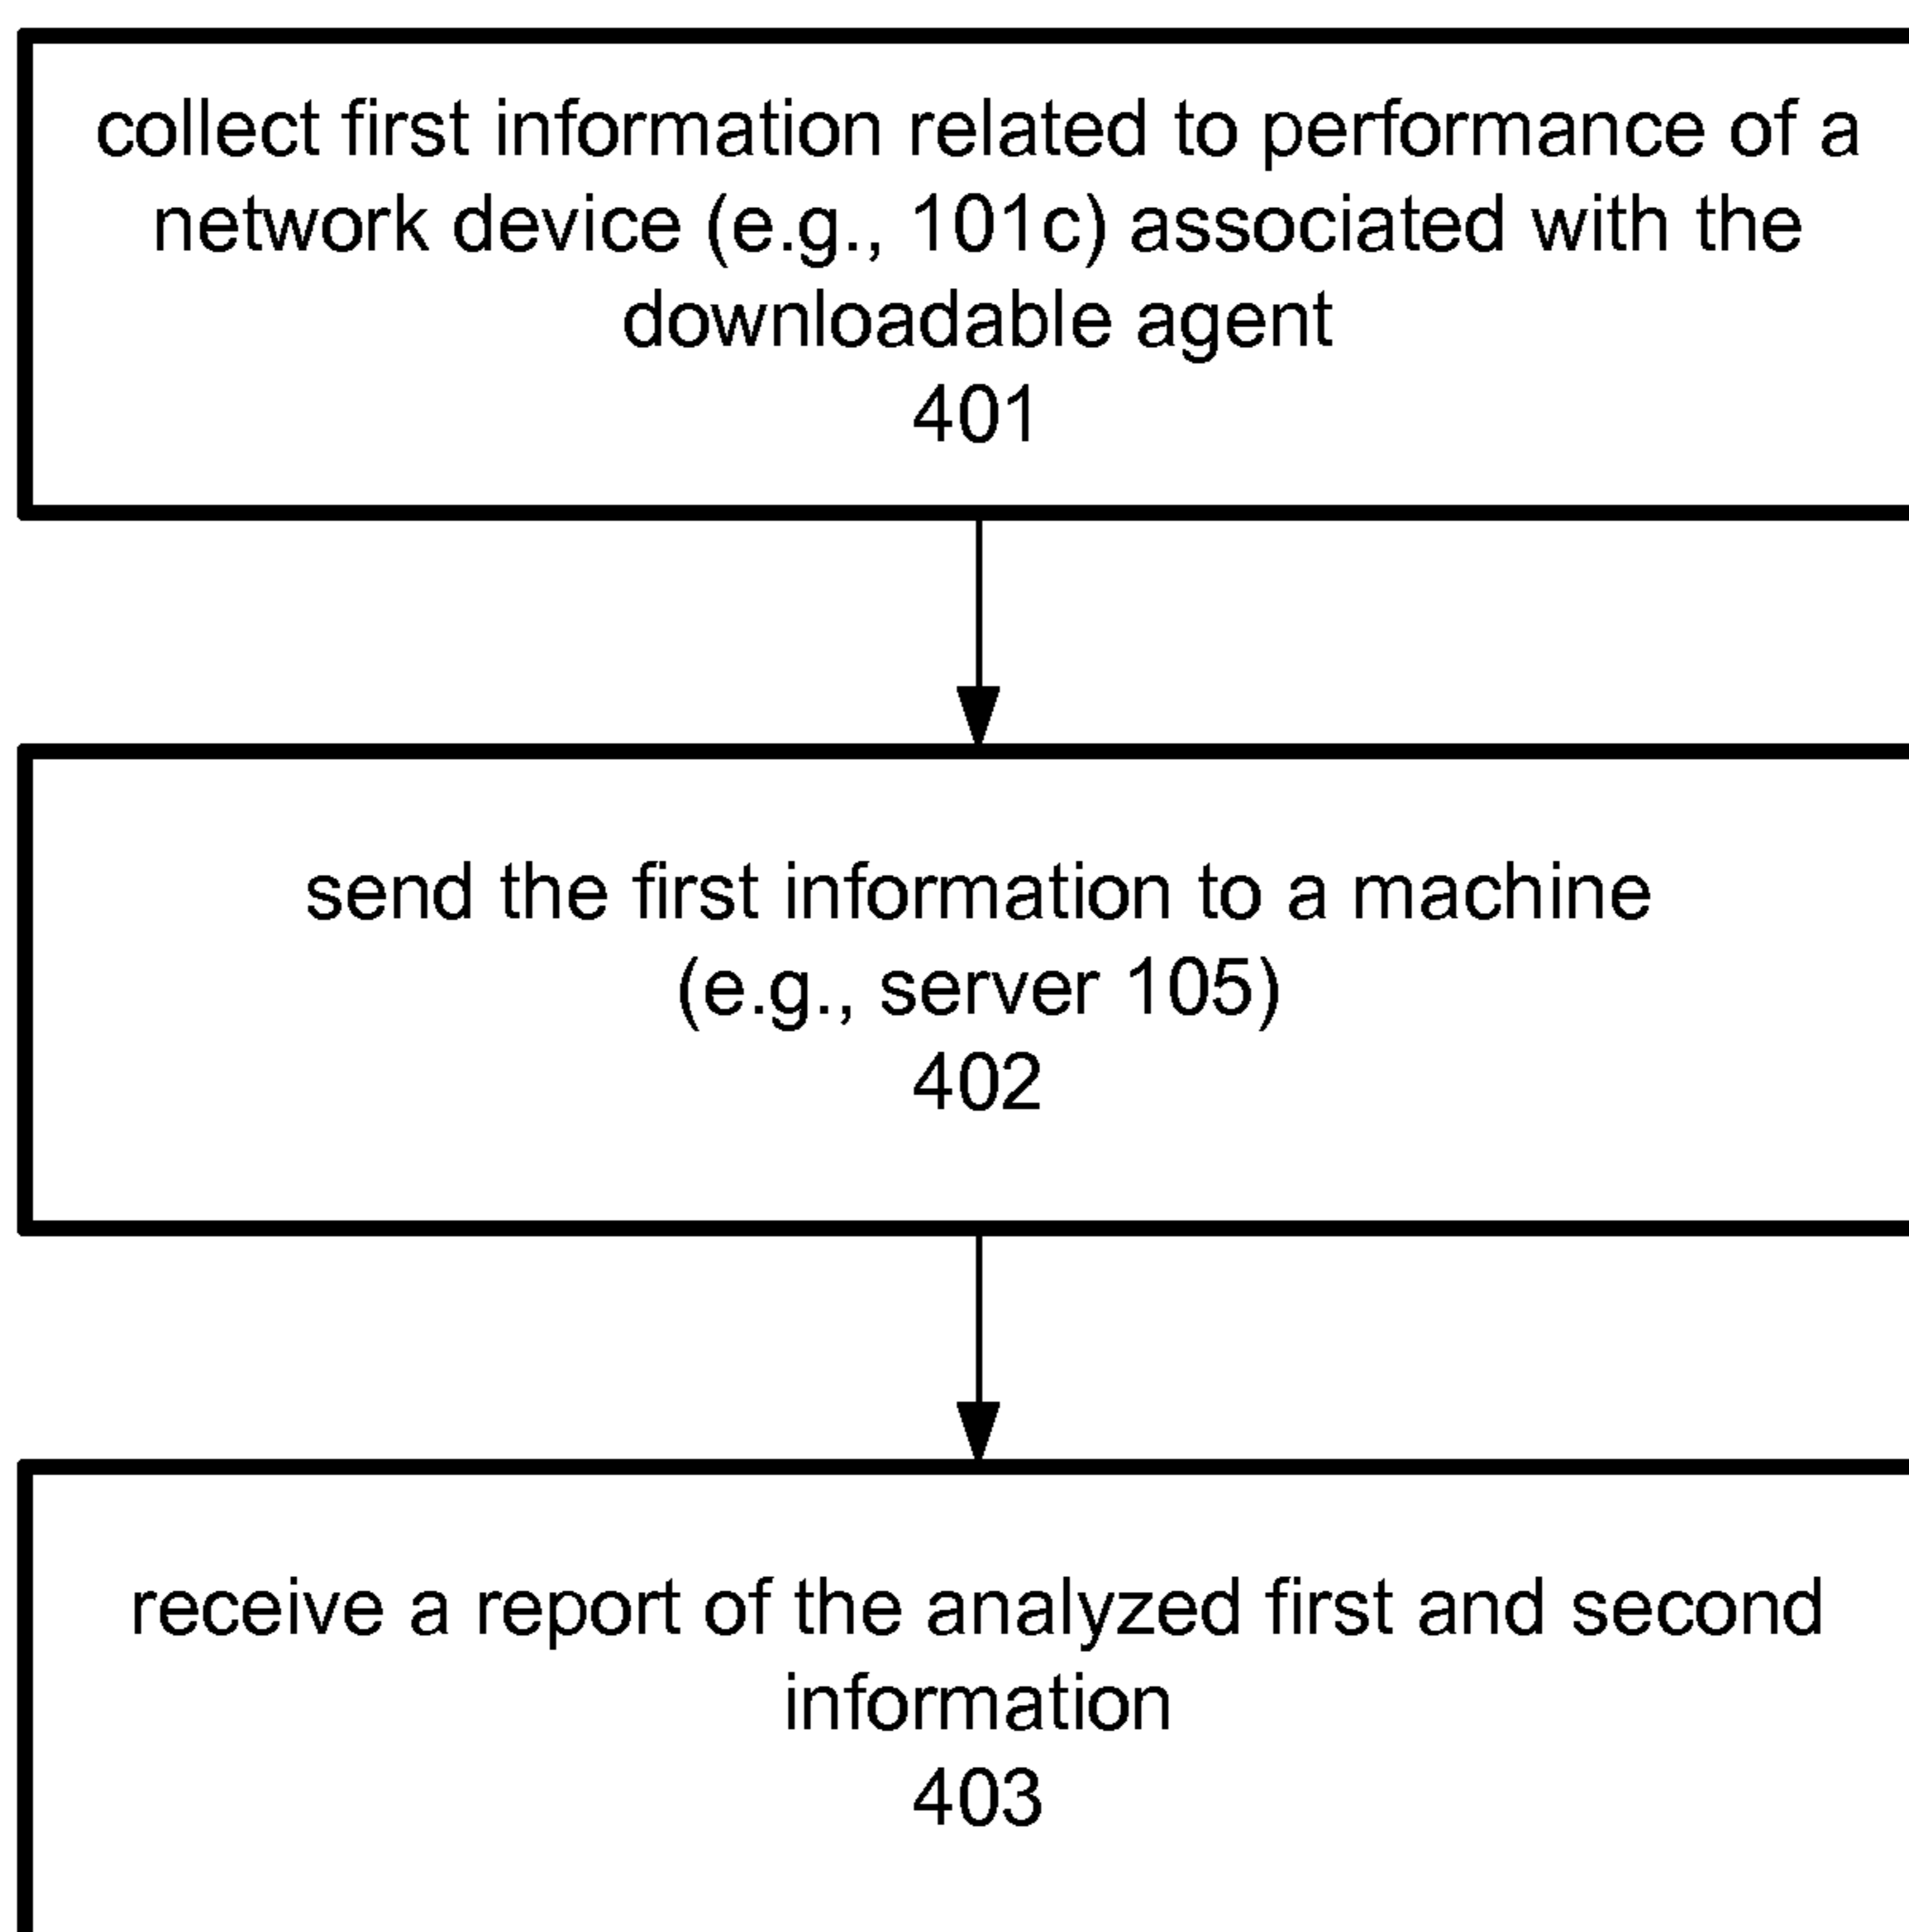 collect first information related to performance of a
network device (e.g., 101c) associated with the
downloadable agent
401
send the first information to a machine
(e.g., server 105)
402
receive a report of the analyzed first and second
information
403